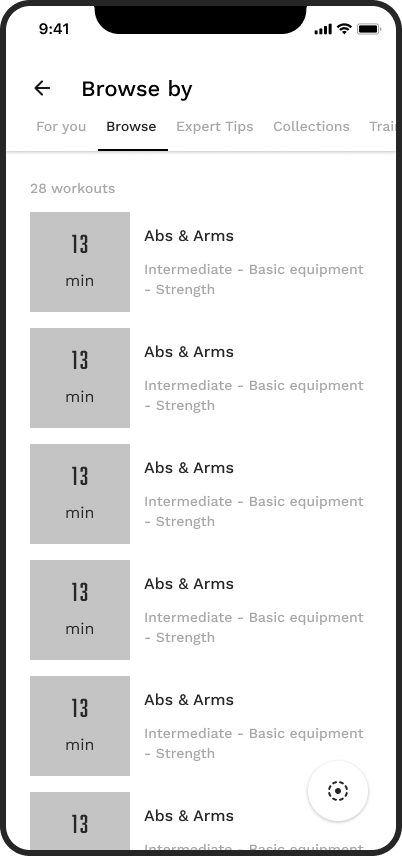 9:41
Browse by
For you Browse Expert Tips Collections Trai
28 workouts
13
min
Abs & Arms
Intermediate - Basic equipment
- Strength
13
min
Abs & Arms
Intermediate - Basic equipment
- Strength
13
min
Abs & Arms
Intermediate - Basic equipment
- Strength
13
min
Abs & Arms
Intermediate - Basic equipment
- Strength
13
min
Abs & Arms
Intermediate - Basic equipment
- Strength
13
Abs & Arms
Intermediate - Basic equipment